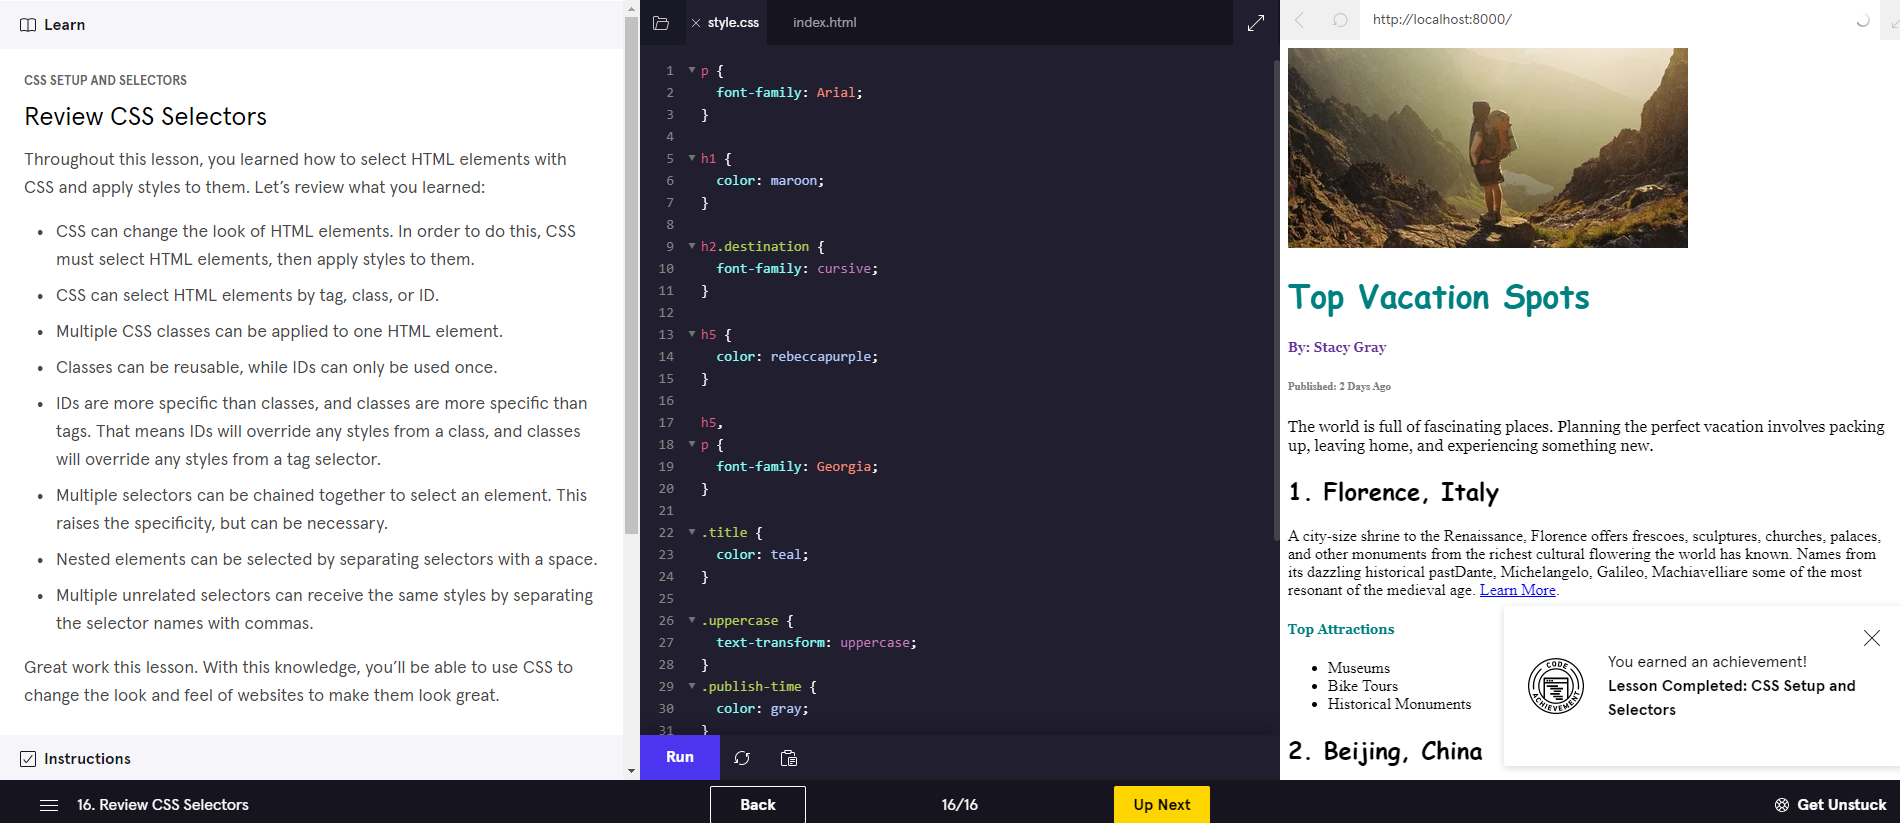 Learn
CSS SETUP AND SELECTORS
Review CSS Selectors
Throughout this lesson, you learned how to select HTML elements with
CSS and apply styles to them. Let’s review what you learned:
• CSS can change the look of HTML elements. In order to do this, CSS
must select HTML elements, then apply styles to them.
• CSS can select HTML elements by tag, class, or ID.
• Multiple CSS classes can be applied to one HTML element.
• Classes can be reusable, while IDs can only be used once.
• IDs are more specific than classes, and classes are more specific than
tags. That means IDs will override any styles from a class, and classes
will override any styles from a tag selector.
• Multiple selectors can be chained together to select an element. This
raises the specificity, but can be necessary.
• Nested elements can be selected by separating selectors with a space.
• Multiple unrelated selectors can receive the same styles by separating
the selector names with commas.
Great work this lesson. With this knowledge, you’ll be able to use CSS to
change the look and feel of websites to make them look great.
Instructions
style.css
index.html
1 p {
2 font-family: Arial;
3 }
4
5 h1 {
6 color: maroon;
7 }
8
9 h2.destination {
10 font-family: cursive;
11 }
12
13 h5 {
14 color: rebeccapurple;
15 }
16
17 h5,
18 p {
19 font-family: Georgia;
20 }
21
22 .title {
23 color: teal;
24 }
25
26 .uppercase {
27 text-transform: uppercase;
28 }
29 .publish-time {
30 color: gray;
31 }
Run
http://localhost:8000/
Top Vacation Spots
By: Stacy Gray
Published: 2 Days Ago
The world is full of fascinating places. Planning the perfect vacation involves packing
up, leaving home, and experiencing something new.
1. Florence, Italy
A city-size shrine to the Renaissance, Florence offers frescoes, sculptures, churches, palaces,
and other monuments from the richest cultural flowering the world has known. Names from
its dazzling historical pastDante, Michelangelo, Galileo, Machiavelliare some of the most
resonant of the medieval age. Learn More.
Top Attractions
• Museums
• Bike Tours
• Historical Monuments
2. Beijing, China
CODE
ACHIEVEMENT
You earned an achievement!
Lesson Completed: CSS Setup and
Selectors
16. Review CSS Selectors
Back
16/16
Up Next
Get Unstuck